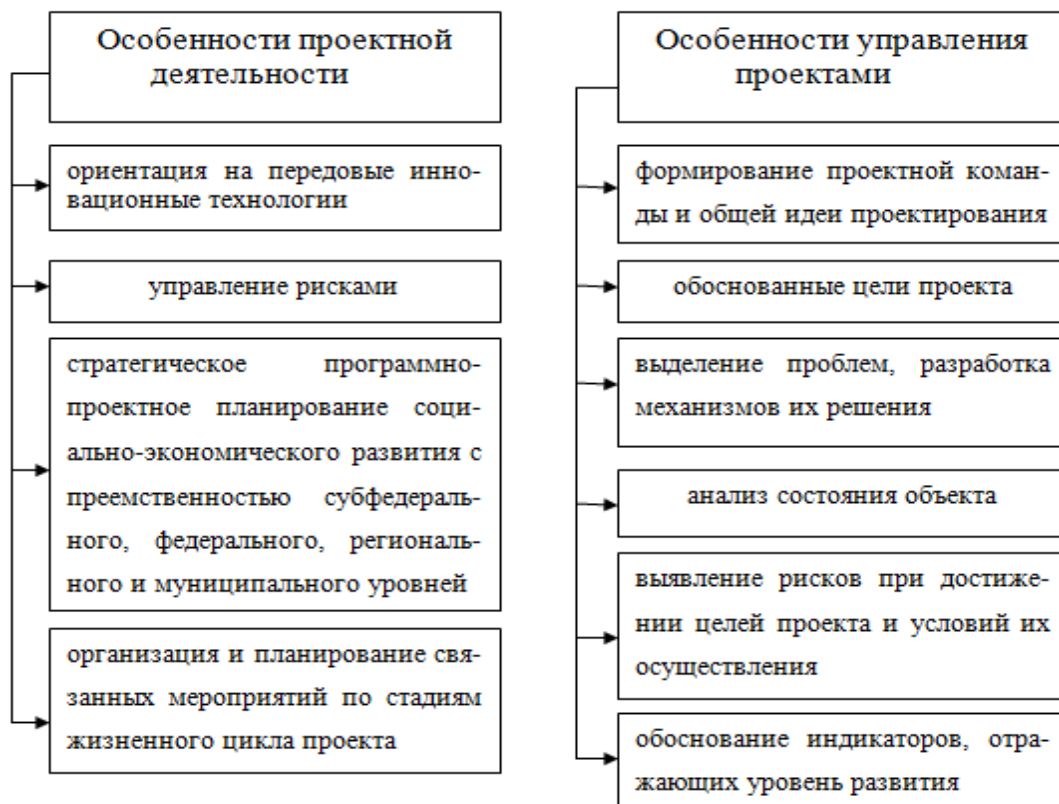 Особенности проектной
деятельности
ориентация на передовые инно-
вационные технологии
управление рисками
стратегическое программно-
проектное планирование соци-
ально-экономического развития с
преемственностью субфедераль-
ного, федерального, региональ-
ного и муниципального уровней
организация и планирование свя-
занных мероприятий по стадиям
жизненного цикла проекта
Особенности управления
проектами
формирование проектной коман-
ды и общей идеи проектирования
обоснованные цели проекта
выделение проблем, разработка
механизмов их решения
анализ состояния объекта
выявление рисков при достиже-
нии целей проекта и условий их
осуществления
обоснование индикаторов, отра-
жающих уровень развития